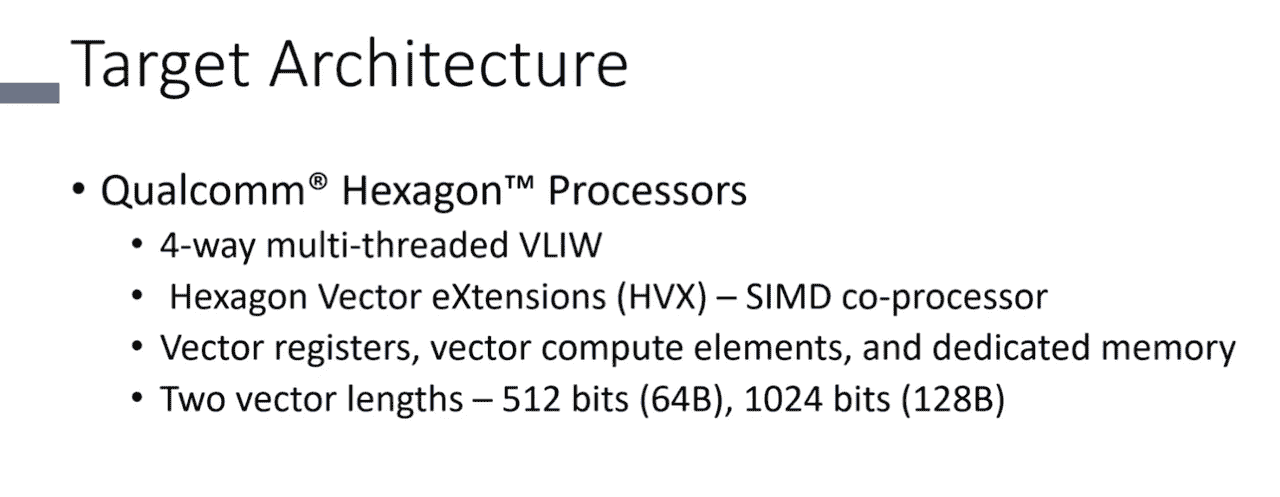 Target Architecture
• Qualcomm® Hexagon™ Processors
• 4-way multi-threaded VLIW
• Hexagon Vector eXtensions (HVX) – SIMD co-processor
• Vector registers, vector compute elements, and dedicated memory
• Two vector lengths – 512 bits (64B), 1024 bits (128B)